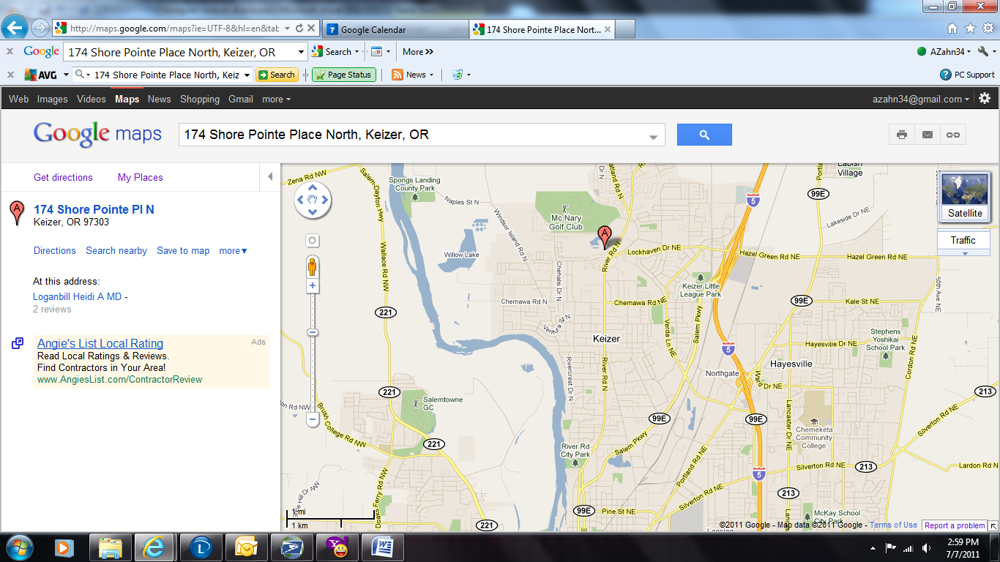 http://maps.google.com/maps?ie=UTF-8&hl=en&tab
7 Google Calendar
174 Shore Pointe Place Nort...
x Google 174 Shore Pointe Place North, Keizer, OR Search More >> AZahn34
x AVG 174 Shore Pointe Place North, Keiz Search Page Status News PC Support
Web Images Videos Maps News Shopping Gmail more azahn34@gmail.com
Google maps 174 Shore Pointe Place North, Keizer, OR
Get directions My Places
A 174 Shore Pointe Pl N
Keizer, OR 97303
Directions Search nearby Save to map more▼
At this address:
Loganbill Heidi A MD -
2 reviews
Angie's List Local Rating Ads
Read Local Ratings & Reviews.
Find Contractors in Your Area!
www.AngiesList.com/ContractorReview
Zena Rd NW
Salem-Dayton Hwy
Spongs Landing
County Park
Naples St N
Windsor Island Rd N
Mc Nary
Golf Club
Dr N
A
River Rd N
Lockhaven Dr NE
5
Labish
Village
99E
Lakeside Dr NE
Satellite
Traffic
Willow Lake
Wallace Rd NW
Chehalis Dr N
Hazel Green Rd NE
Hazel Green Rd NE
Keizer Little
League Park
55th Ave NE
221
Chemawa Rd N
Chemawa Rd NE
99E
Kale St NE
Ventura St N
Verda Ln NE
Salem Pkwy
Keizer
Hayesville Dr NE
Stephens
Yoshikai
School Park
5
Hayesville
Cordon Rd NE
Rivercrest Dr N
River Rd N
Northgate
Ward Dr NE
221
Salemtowne
GC
213
on Rd NW
Brush College Rd NW
99E
99E
Lancaster Dr NE
Chemeketa
Community
College
Silverton Rd NE
221
River Rd
City Park
Salem Pkwy
Portland Rd NE
5
Silverton Rd NE
213
Lardon Rd N
Doaks Ferry Rd NW
Hill Dr NW
99E
Pine St NE
Silverton Rd NE
213
McKay School
City Park
221
1 mi
1 km
©2011 Google - Map data ©2011 Google - Terms of Use Report a problem
L
W
2:59 PM
7/7/2011